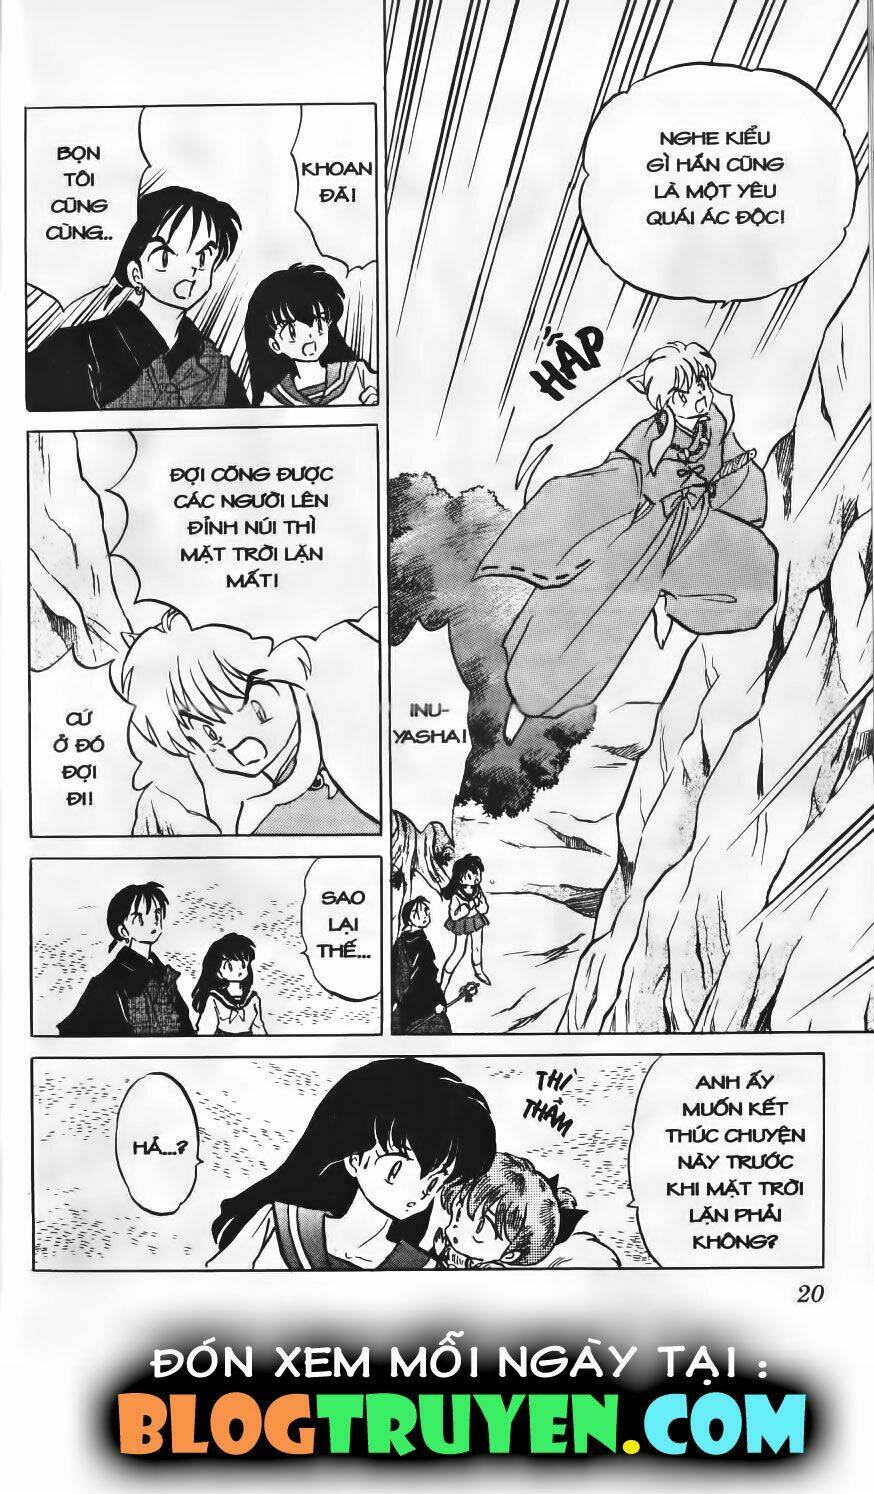 NGHE KIỂU
GÌ HẮN CŨNG
LÀ MỘT YÊU
QUÁI ÁC ĐỘC!
HẤP
INU-
YASHA!
KHOAN
ĐÃ!
BỌN
TÔI
CŨNG
CÙNG..
ĐỢI CÕNG ĐƯỢC
CÁC NGƯỜI LÊN
ĐỈNH NÚI THÌ
MẶT TRỜI LẶN
MẤT!
CỨ
Ở ĐÓ
ĐỢI
ĐI!
SAO
LẠI
THẾ...
ANH ẤY
MUỐN KẾT
THÚC CHUYỆN
NÀY TRƯỚC
KHI MẶT TRỜI
LẶN PHẢI
KHÔNG?
THÌ
THẦM
HẢ...?
20
ĐÓN XEM MỖI NGÀY TẠI :
BLOGTRUYEN.COM